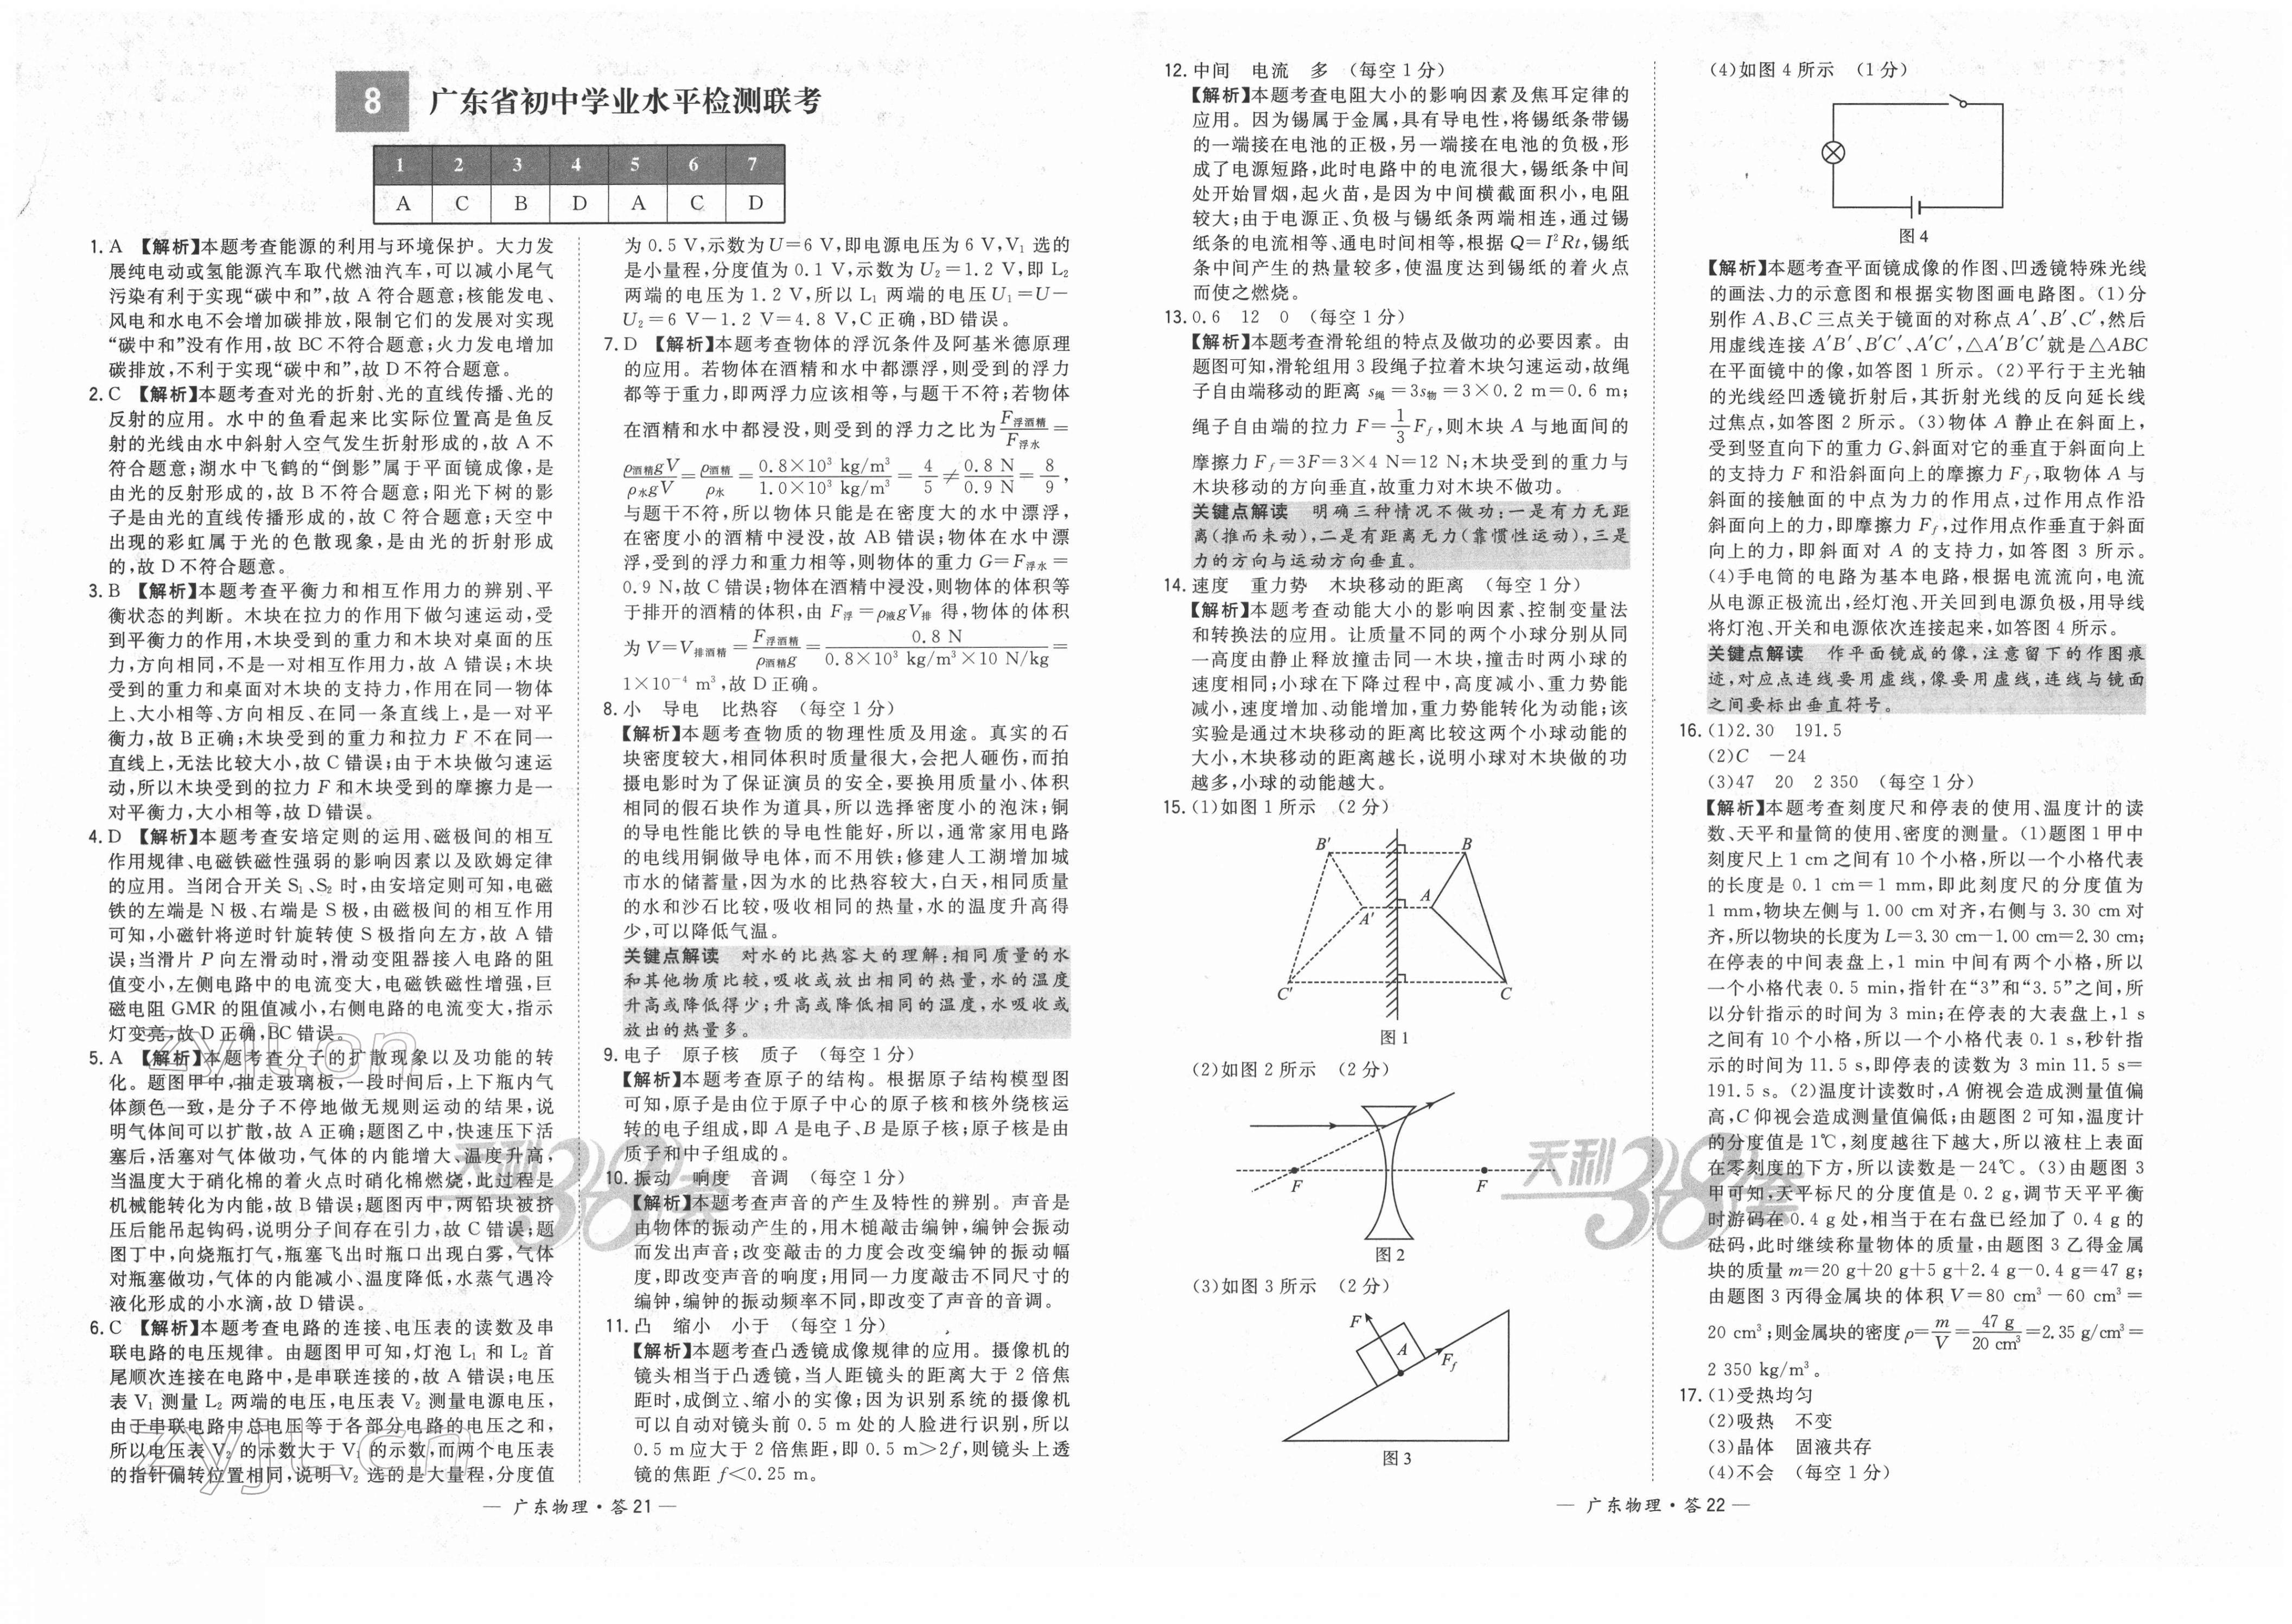 8 广东省初中学业水平检测联考
1 2 3 4 5 6 7
A C B D A C D
1. A 【解析】本题考查能源的利用与环境保护。大力发
展纯电动或氢能源汽车取代燃油汽车,可以减小尾气
污染有利于实现“碳中和”,故 A 符合题意;核能发电、
风电和水电不会增加碳排放,限制它们的发展对实现
“碳中和”没有作用,故 BC 不符合题意;火力发电增加
碳排放,不利于实现“碳中和”,故 D 不符合题意。
2. C 【解析】本题考查对光的折射、光的直线传播、光的
反射的应用。水中的鱼看起来比实际位置高是鱼反
射的光线由水中斜射入空气发生折射形成的,故 A 不
符合题意;湖水中飞鹤的“倒影”属于平面镜成像,是
由光的反射形成的,故 B 不符合题意;阳光下树的影
子是由光的直线传播形成的,故 C 符合题意;天空中
出现的彩虹属于光的色散现象,是由光的折射形成
的,故 D 不符合题意。
3. B 【解析】本题考查平衡力和相互作用力的辨别、平
衡状态的判断。木块在拉力的作用下做匀速运动,受
到平衡力的作用,木块受到的重力和木块对桌面的压
力,方向相同,不是一对相互作用力,故 A 错误;木块
受到的重力和桌面对木块的支持力,作用在同一物体
上、大小相等、方向相反、在同一条直线上,是一对平
衡力,故 B 正确;木块受到的重力和拉力 F 不在同一
直线上,无法比较大小,故 C 错误;由于木块做匀速运
动,所以木块受到的拉力 F 和木块受到的摩擦力是一
对平衡力,大小相等,故 D 错误。
4. D 【解析】本题考查安培定则的运用、磁极间的相互
作用规律、电磁铁磁性强弱的影响因素以及欧姆定律
的应用。当闭合开关 S₁、S₂ 时,由安培定则可知,电磁
铁的左端是 N 极、右端是 S 极,由磁极间的相互作用
可知,小磁针将逆时针旋转使 S 极指向左方,故 A 错
误;当滑片 P 向左滑动时,滑动变阻器接入电路的阻
值变小,左侧电路中的电流变大,电磁铁磁性增强,巨
磁电阻 GMR 的阻值减小,右侧电路的电流变大,指示
灯变亮,故 D 正确,BC 错误。
5. A 【解析】本题考查分子的扩散现象以及功能的转
化。题图甲中,抽走玻璃板,一段时间后,上下瓶内气
体颜色一致,是分子不停地做无规则运动的结果,说
明气体间可以扩散,故 A 正确;题图乙中,快速压下活
塞后,活塞对气体做功,气体的内能增大、温度升高,
当温度大于硝化棉的着火点时硝化棉燃烧,此过程是
机械能转化为内能,故 B 错误;题图丙中,两铅块被挤
压后能吊起钩码,说明分子间存在引力,故 C 错误;题
图丁中,向烧瓶打气,瓶塞飞出时瓶口出现白雾,气体
对瓶塞做功,气体的内能减小、温度降低,水蒸气遇冷
液化形成的小水滴,故 D 错误。
6. C 【解析】本题考查电路的连接、电压表的读数及串
联电路的电压规律。由题图甲可知,灯泡 L₁ 和 L₂ 首
尾顺次连接在电路中,是串联连接的,故 A 错误;电压
表 V₁ 测量 L₂ 两端的电压,电压表 V₂ 测量电源电压,
由于串联电路中总电压等于各部分电路的电压之和,
所以电压表 V₂ 的示数大于 V₁ 的示数,而两个电压表
的指针偏转位置相同,说明 V₂ 选的是大量程,分度值
为 0.5 V,示数为 U=6 V,即电源电压为 6 V,V₁ 选的
是小量程,分度值为 0.1 V,示数为 U₂=1.2 V,即 L₂
两端的电压为 1.2 V,所以 L₁ 两端的电压 U₁=U−
U₂=6 V−1.2 V=4.8 V,C 正确,BD 错误。
7. D 【解析】本题考查物体的浮沉条件及阿基米德原理
的应用。若物体在酒精和水中都漂浮,则受到的浮力
都等于重力,即两浮力应该相等,与题干不符;若物体
在酒精和水中都浸没,则受到的浮力之比为 F浮酒精/F浮水 =
ρ酒精gV/ρ水gV = ρ酒精/ρ水 = 0.8×10³ kg/m³/1.0×10³ kg/m³ = 4/5 ≠ 0.8 N/0.9 N = 8/9,
与题干不符,所以物体只能是在密度大的水中漂浮,
在密度小的酒精中浸没,故 AB 错误;物体在水中漂
浮,受到的浮力和重力相等,则物体的重力 G=F浮水=
0.9 N,故 C 错误;物体在酒精中浸没,则物体的体积等
于排开的酒精的体积,由 F浮=ρ液gV排 得,物体的体积
为 V=V排酒精 = F浮酒精/ρ酒精g = 0.8 N/0.8×10³ kg/m³×10 N/kg =
1×10⁻⁴ m³,故 D 正确。
8. 小 导电 比热容 (每空 1 分)
【解析】本题考查物质的物理性质及用途。真实的石
块密度较大,相同体积时质量很大,会把人砸伤,而拍
摄电影时为了保证演员的安全,要换用质量小、体积
相同的假石块作为道具,所以选择密度小的泡沫;铜
的导电性能比铁的导电性能好,所以,通常家用电路
的电线用铜做导电体,而不用铁;修建人工湖增加城
市水的储蓄量,因为水的比热容较大,白天,相同质量
的水和沙石比较,吸收相同的热量,水的温度升高得
少,可以降低气温。
关键点解读 对水的比热容大的理解:相同质量的水
和其他物质比较,吸收或放出相同的热量,水的温度
升高或降低得少;升高或降低相同的温度,水吸收或
放出的热量多。
9. 电子 原子核 质子 (每空 1 分)
【解析】本题考查原子的结构。根据原子结构模型图
可知,原子是由位于原子中心的原子核和核外绕核运
转的电子组成,即 A 是电子、B 是原子核;原子核是由
质子和中子组成的。
10. 振动 响度 音调 (每空 1 分)
【解析】本题考查声音的产生及特性的辨别。声音是
由物体的振动产生的,用木槌敲击编钟,编钟会振动
而发出声音;改变敲击的力度会改变编钟的振动幅
度,即改变声音的响度;用同一力度敲击不同尺寸的
编钟,编钟的振动频率不同,即改变了声音的音调。
11. 凸 缩小 小于 (每空 1 分)
【解析】本题考查凸透镜成像规律的应用。摄像机的
镜头相当于凸透镜,当人距镜头的距离大于 2 倍焦
距时,成倒立、缩小的实像;因为识别系统的摄像机
可以自动对镜头前 0.5 m 处的人脸进行识别,所以
0.5 m 应大于 2 倍焦距,即 0.5 m>2f,则镜头上透
镜的焦距 f<0.25 m。
— 广东物理·答 21 —
12. 中间 电流 多 (每空 1 分)
【解析】本题考查电阻大小的影响因素及焦耳定律的
应用。因为锡属于金属,具有导电性,将锡纸条带锡
的一端接在电池的正极,另一端接在电池的负极,形
成了电源短路,此时电路中的电流很大,锡纸条中间
处开始冒烟,起火苗,是因为中间横截面积小,电阻
较大;由于电源正、负极与锡纸条两端相连,通过锡
纸条的电流相等、通电时间相等,根据 Q=I²Rt,锡纸
条中间产生的热量较多,使温度达到锡纸的着火点
而使之燃烧。
13. 0.6 12 0 (每空 1 分)
【解析】本题考查滑轮组的特点及做功的必要因素。由
题图可知,滑轮组用 3 段绳子拉着木块匀速运动,故绳
子自由端移动的距离 s绳=3s物=3×0.2 m=0.6 m;
绳子自由端的拉力 F=1/3 Ff,则木块 A 与地面间的
摩擦力 Ff=3F=3×4 N=12 N;木块受到的重力与
木块移动的方向垂直,故重力对木块不做功。
关键点解读 明确三种情况不做功:一是有力无距
离(推而未动),二是有距离无力(靠惯性运动),三是
力的方向与运动方向垂直。
14. 速度 重力势 木块移动的距离 (每空 1 分)
【解析】本题考查动能大小的影响因素、控制变量法
和转换法的应用。让质量不同的两个小球分别从同
一高度由静止释放撞击同一木块,撞击时两小球的
速度相同;小球在下降过程中,高度减小、重力势能
减小,速度增加、动能增加,重力势能转化为动能;该
实验是通过木块移动的距离比较这两个小球动能的
大小,木块移动的距离越长,说明小球对木块做的功
越多,小球的动能越大。
15. (1)如图 1 所示 (2 分)
B′ B
A′ A
C′ C
图 1
(2)如图 2 所示 (2 分)
F F
图 2
(3)如图 3 所示 (2 分)
F A Ff
图 3
(4)如图 4 所示 (1 分)
图 4
【解析】本题考查平面镜成像的作图、凹透镜特殊光线
的画法、力的示意图和根据实物图画电路图。(1)分
别作 A、B、C 三点关于镜面的对称点 A′、B′、C′,然后
用虚线连接 A′B′、B′C′、A′C′,△A′B′C′就是△ABC
在平面镜中的像,如答图 1 所示。(2)平行于主光轴
的光线经凹透镜折射后,其折射光线的反向延长线
过焦点,如答图 2 所示。(3)物体 A 静止在斜面上,
受到竖直向下的重力 G、斜面对它的垂直于斜面向上
的支持力 F 和沿斜面向上的摩擦力 Ff,取物体 A 与
斜面的接触面的中点为力的作用点,过作用点作沿
斜面向上的力,即摩擦力 Ff,过作用点作垂直于斜面
向上的力,即斜面对 A 的支持力,如答图 3 所示。
(4)手电筒的电路为基本电路,根据电流流向,电流
从电源正极流出,经灯泡、开关回到电源负极,用导线
将灯泡、开关和电源依次连接起来,如答图 4 所示。
关键点解读 作平面镜成的像,注意留下的作图痕
迹,对应点连线要用虚线,像要用虚线,连线与镜面
之间要标出垂直符号。
16. (1)2.30 191.5
(2)C −24
(3)47 20 2 350 (每空 1 分)
【解析】本题考查刻度尺和停表的使用、温度计的读
数、天平和量筒的使用、密度的测量。(1)题图 1 甲中
刻度尺上 1 cm 之间有 10 个小格,所以一个小格代表
的长度是 0.1 cm=1 mm,即此刻度尺的分度值为
1 mm,物块左侧与 1.00 cm 对齐,右侧与 3.30 cm 对
齐,所以物块的长度为 L=3.30 cm−1.00 cm=2.30 cm;
在停表的中间表盘上,1 min 中间有两个小格,所以
一个小格代表 0.5 min,指针在“3”和“3.5”之间,所
以分针指示的时间为 3 min;在停表的大表盘上,1 s
之间有 10 个小格,所以一个小格代表 0.1 s,秒针指
示的时间为 11.5 s,即停表的读数为 3 min 11.5 s=
191.5 s。(2)温度计读数时,A 俯视会造成测量值偏
高,C 仰视会造成测量值偏低;由题图 2 可知,温度计
的分度值是 1℃,刻度越往下越大,所以液柱上表面
在零刻度的下方,所以读数是−24℃。(3)由题图 3
甲可知,天平标尺的分度值是 0.2 g,调节天平平衡
时游码在 0.4 g 处,相当于在右盘已经加了 0.4 g 的
砝码,此时继续称量物体的质量,由题图 3 乙得金属
块的质量 m=20 g+20 g+5 g+2.4 g−0.4 g=47 g;
由题图 3 丙得金属块的体积 V=80 cm³−60 cm³=
20 cm³;则金属块的密度 ρ=m/V=47 g/20 cm³=2.35 g/cm³=
2 350 kg/m³。
17. (1)受热均匀
(2)吸热 不变
(3)晶体 固液共存
(4)不会 (每空 1 分)
— 广东物理·答 22 —
zyjl.cn
zyjl.cn
天利38套
天利38套